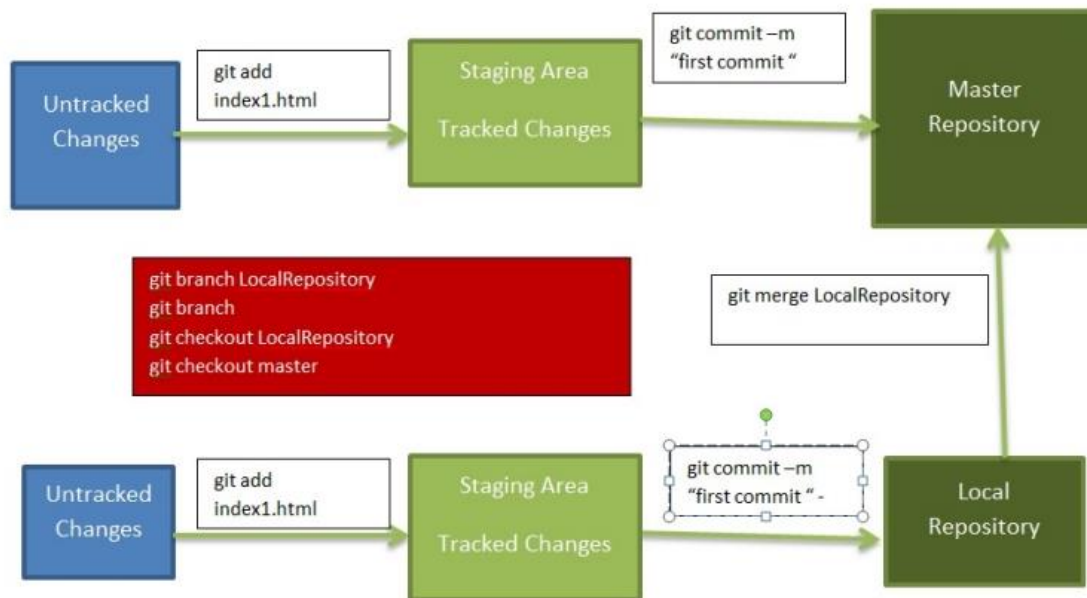 Untracked
Changes
git add
index1.html
Staging Area
Tracked Changes
git commit –m
“first commit “
Master
Repository
git branch LocalRepository
git branch
git checkout LocalRepository
git checkout master
git merge LocalRepository
Untracked
Changes
git add
index1.html
Staging Area
Tracked Changes
git commit –m
“first commit “ -
Local
Repository